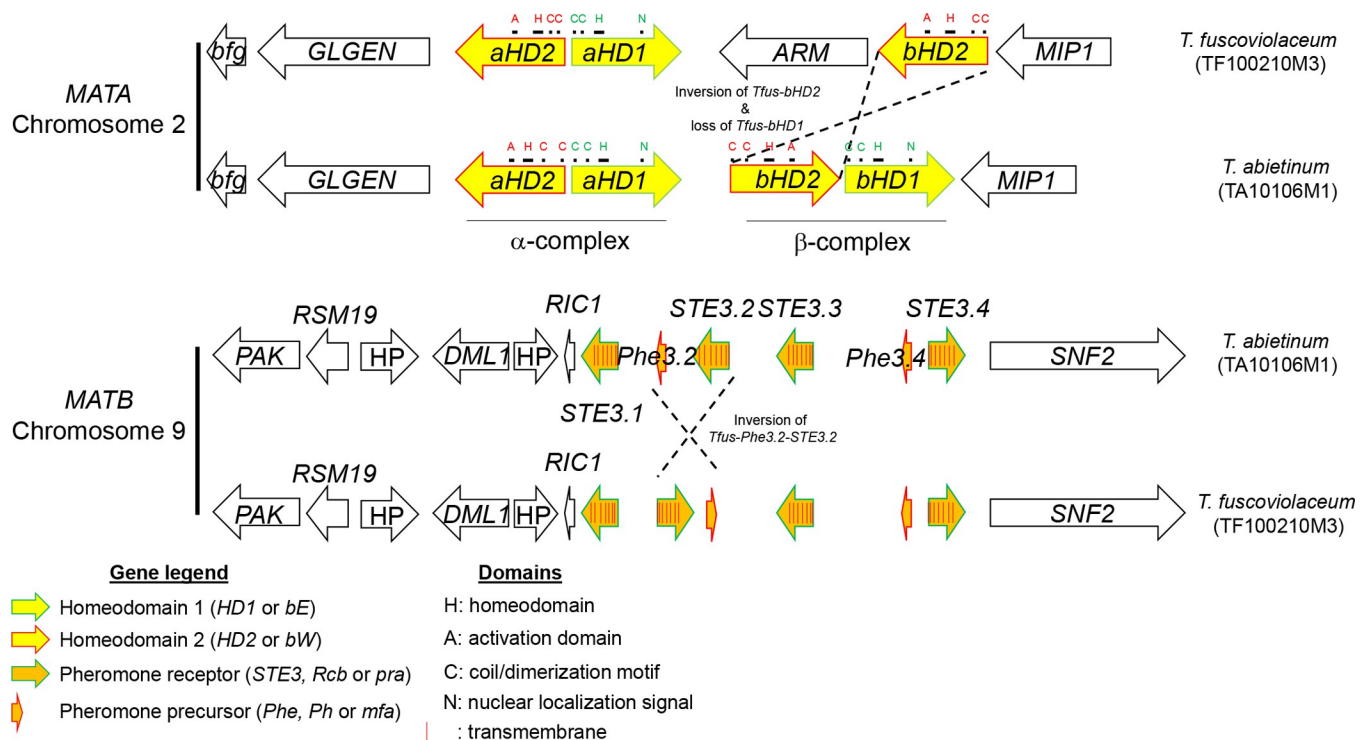 A H CC CC H N A H CC
bfg GLGEN aHD2 aHD1 ARM bHD2 MIP1
T. fuscoviolaceum
(TF100210M3)
MATA
Chromosome 2
Inversion of Tfus-bHD2
&
loss of Tfus-bHD1
A H C C C C H N C C H A C C H N
bfg GLGEN aHD2 aHD1 bHD2 bHD1 MIP1
T. abietinum
(TA10106M1)
α-complex β-complex
MATB
Chromosome 9
RSM19 RIC1 STE3.2 STE3.3 STE3.4
PAK HP DML1 HP Phe3.2 Phe3.4 SNF2
T. abietinum
(TA10106M1)
STE3.1
Inversion of
Tfus-Phe3.2-STE3.2
RSM19 RIC1
PAK HP DML1 HP SNF2
T. fuscoviolaceum
(TF100210M3)
Gene legend
Homeodomain 1 (HD1 or bE)
Homeodomain 2 (HD2 or bW)
Pheromone receptor (STE3, Rcb or pra)
Pheromone precursor (Phe, Ph or mfa)
Domains
H: homeodomain
A: activation domain
C: coil/dimerization motif
N: nuclear localization signal
: transmembrane